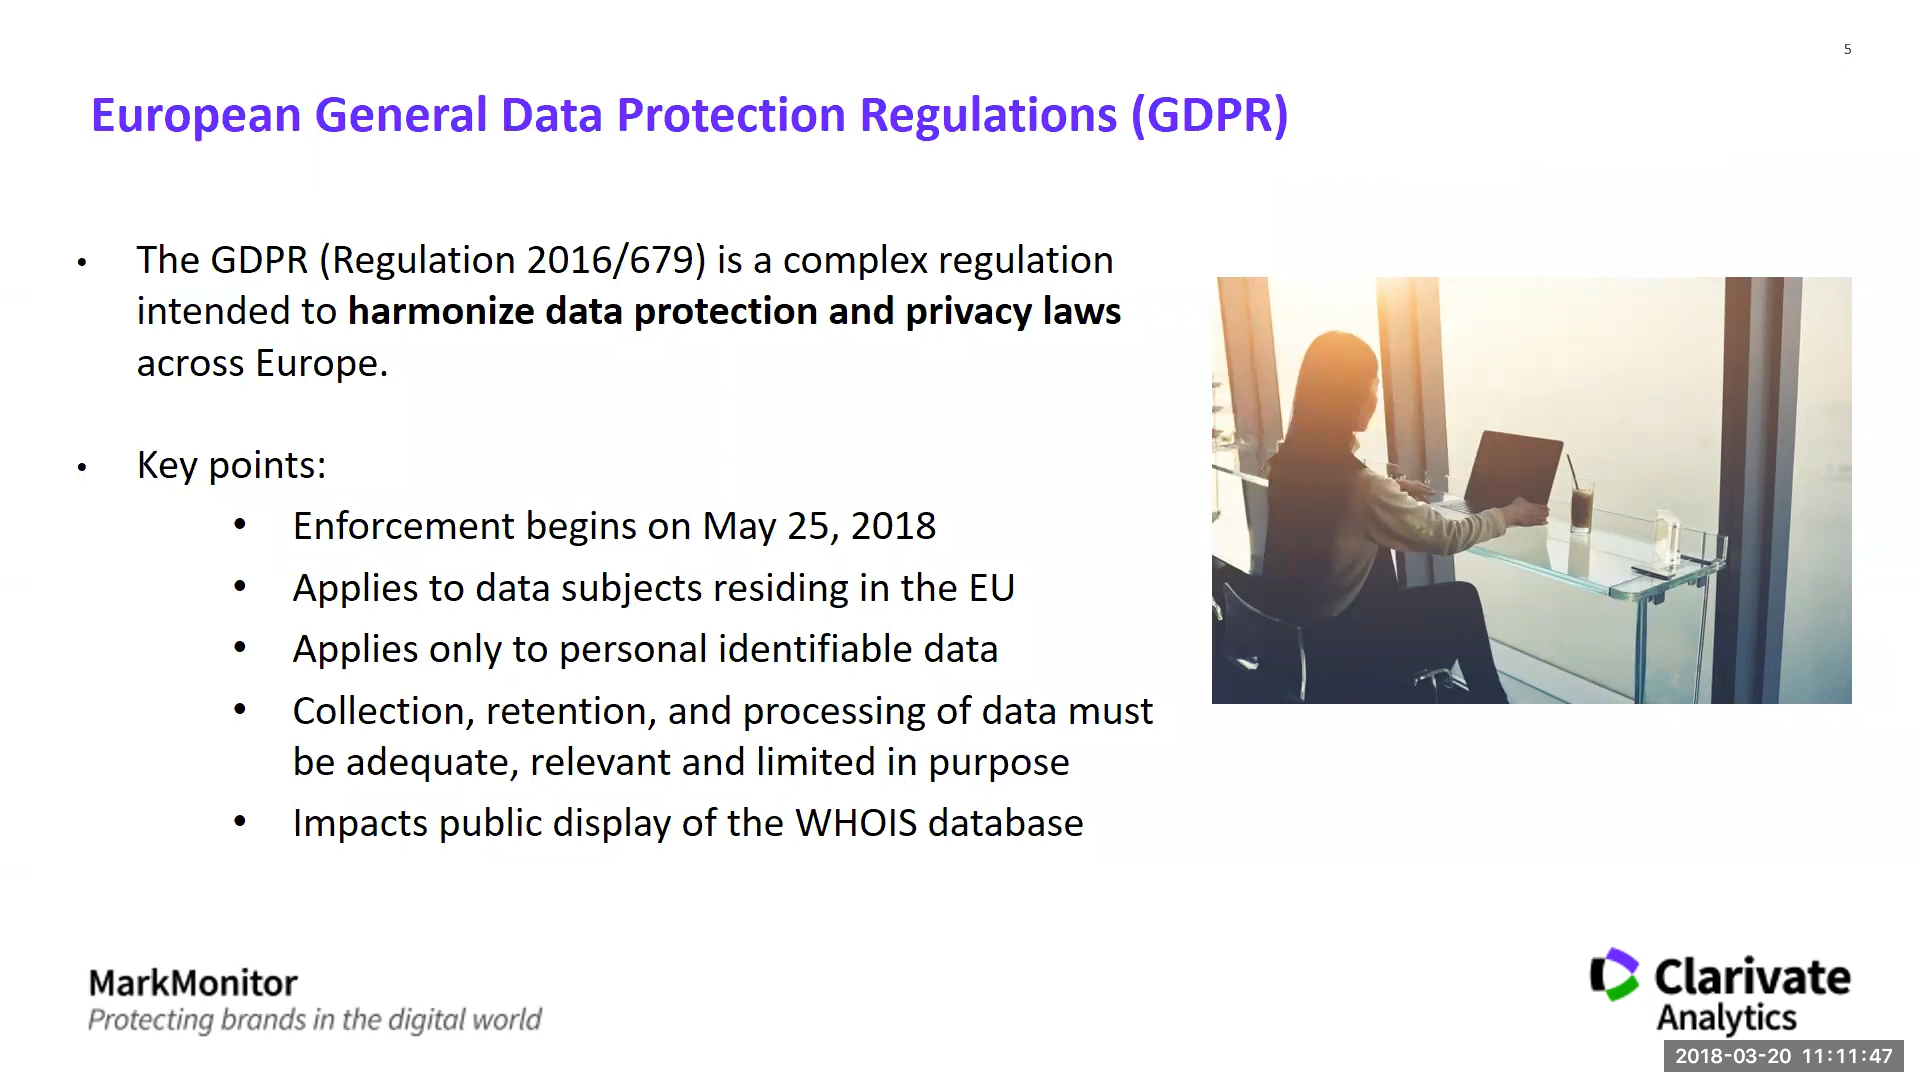 5
European General Data Protection Regulations (GDPR)
• The GDPR (Regulation 2016/679) is a complex regulation
intended to harmonize data protection and privacy laws
across Europe.
• Key points:
• Enforcement begins on May 25, 2018
• Applies to data subjects residing in the EU
• Applies only to personal identifiable data
• Collection, retention, and processing of data must
be adequate, relevant and limited in purpose
• Impacts public display of the WHOIS database
MarkMonitor
Protecting brands in the digital world
Clarivate
Analytics
2018-03-20 11:11:47